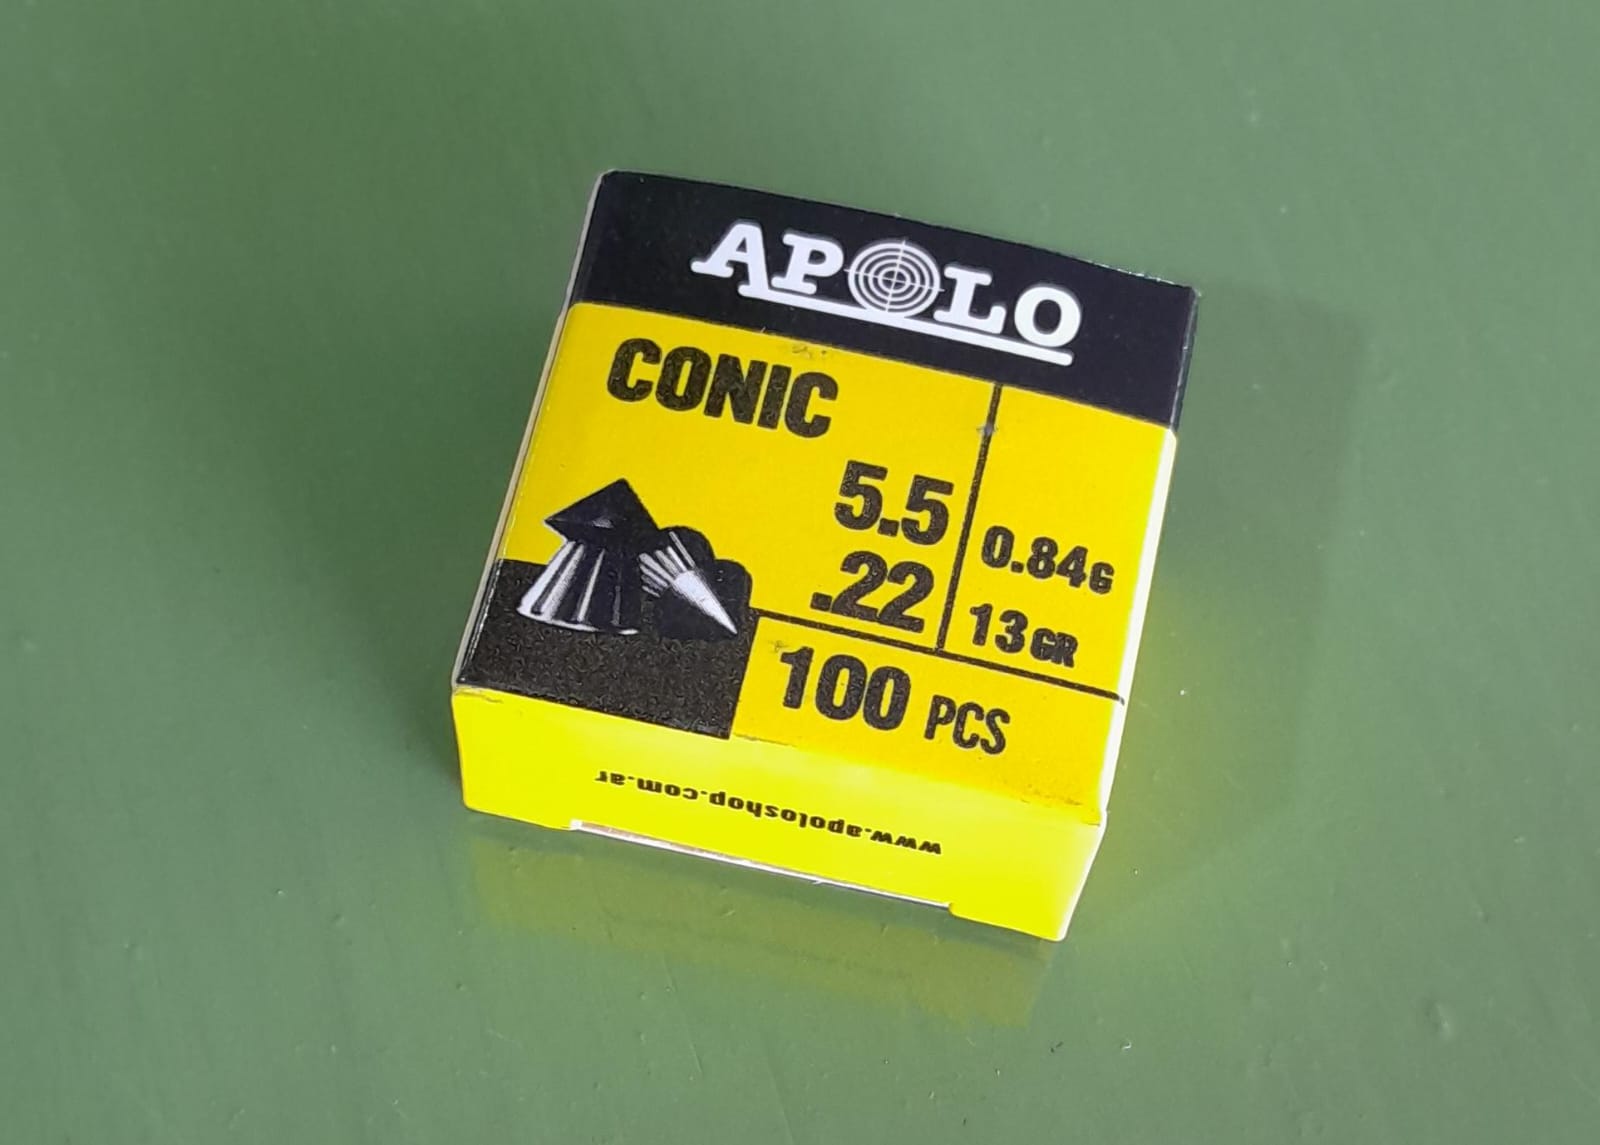 APOLO
CONIC
5.5
.22
0.84G
13GR
100 PCS
www.apoloshop.com.ar